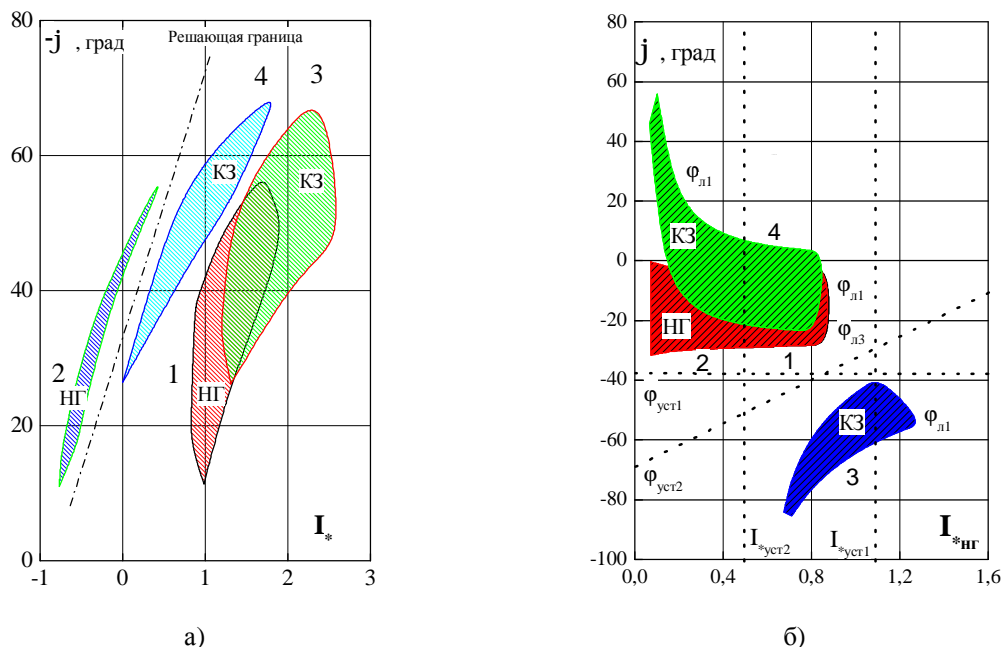 80
-j , град
Решающая граница
4
3
60
КЗ
КЗ
40
2
1
НГ
НГ
20
I*
0
-1
0
1
2
3
а)
80
j , град
60
40
φл1
20
КЗ
4
0
φл1
НГ
φл3
-20
2
1
-40
φуст1
КЗ
φл1
-60
3
φуст2
-80
I*уст2
I*уст1
I*нг
-100
0,0
0,4
0,8
1,2
1,6
б)